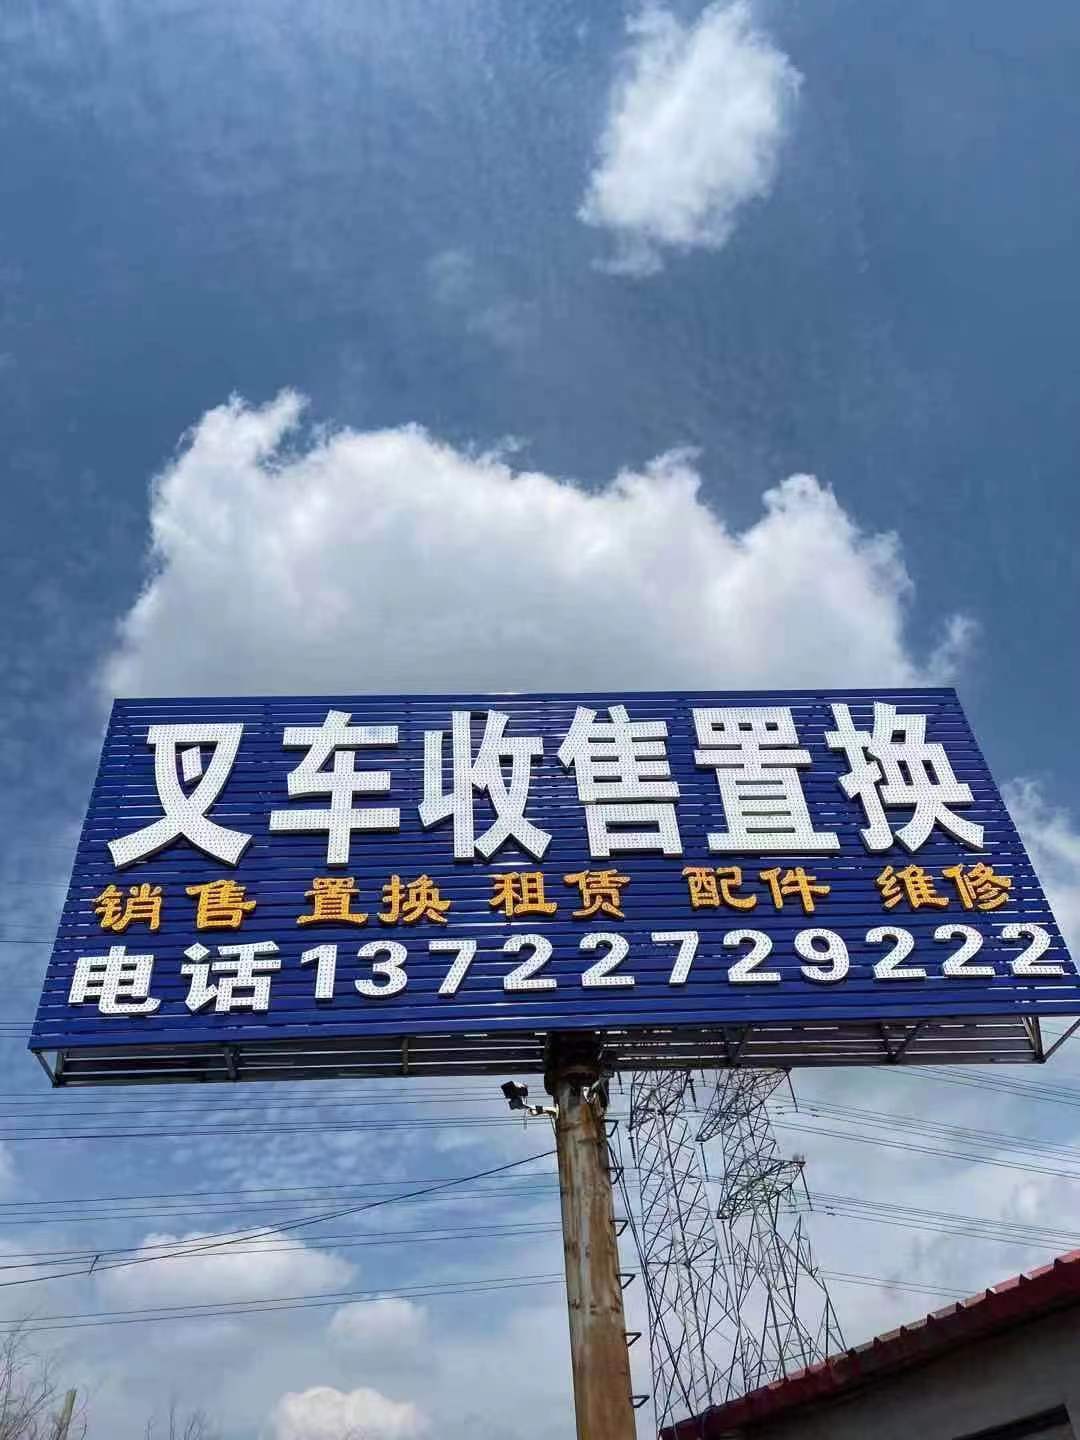 叉车收售置换
销售 置换 租赁 配件 维修
电话13722729222